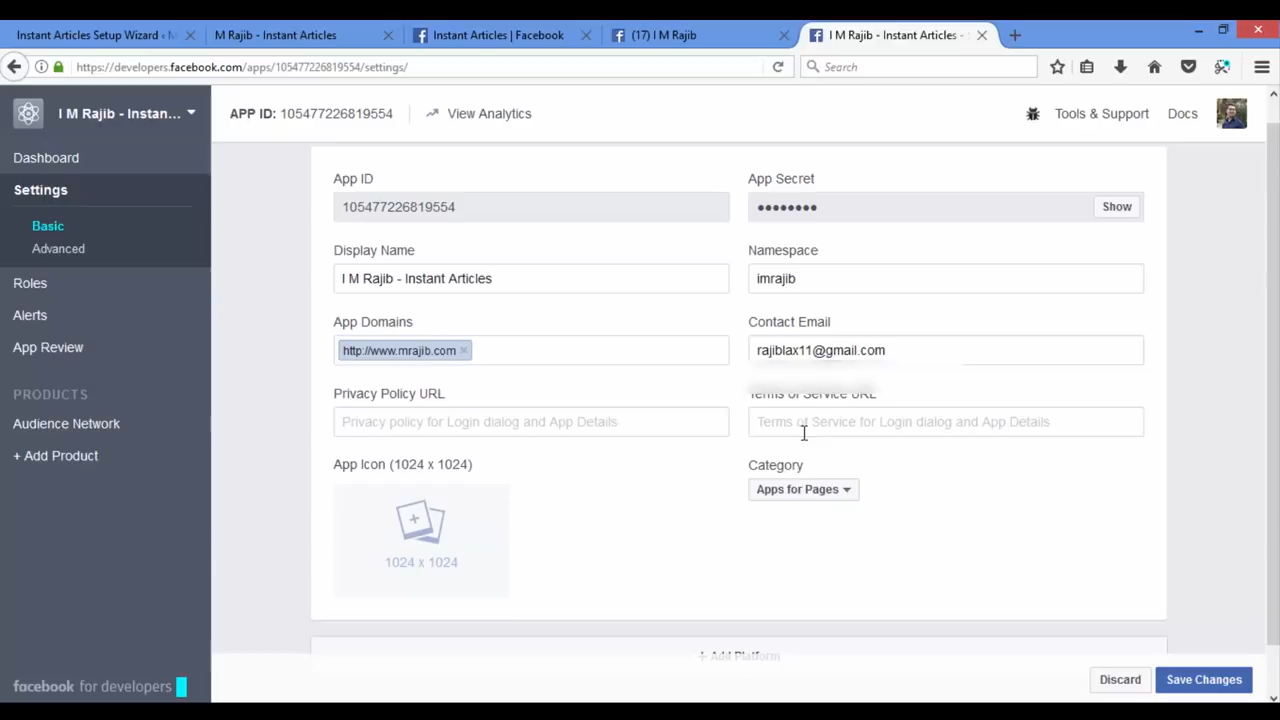 Instant Articles Setup Wizard ‹ M
M Rajib - Instant Articles
Instant Articles | Facebook
(17) I M Rajib
I M Rajib - Instant Articles -
https://developers.facebook.com/apps/105477226819554/settings/
Search
I M Rajib - Instan...
APP ID: 105477226819554
View Analytics
Tools & Support
Docs
Dashboard
Settings
Basic
Advanced
Roles
Alerts
App Review
PRODUCTS
Audience Network
+ Add Product
facebook for developers
App ID
App Secret
105477226819554
●●●●●●●●
Show
Display Name
Namespace
I M Rajib - Instant Articles
imrajib
App Domains
Contact Email
http://www.mrajib.com ×
rajiblax11@gmail.com
Privacy Policy URL
Terms of Service URL
Privacy policy for Login dialog and App Details
Terms of Service for Login dialog and App Details
App Icon (1024 x 1024)
Category
Apps for Pages
1024 x 1024
+ Add Platform
Discard
Save Changes